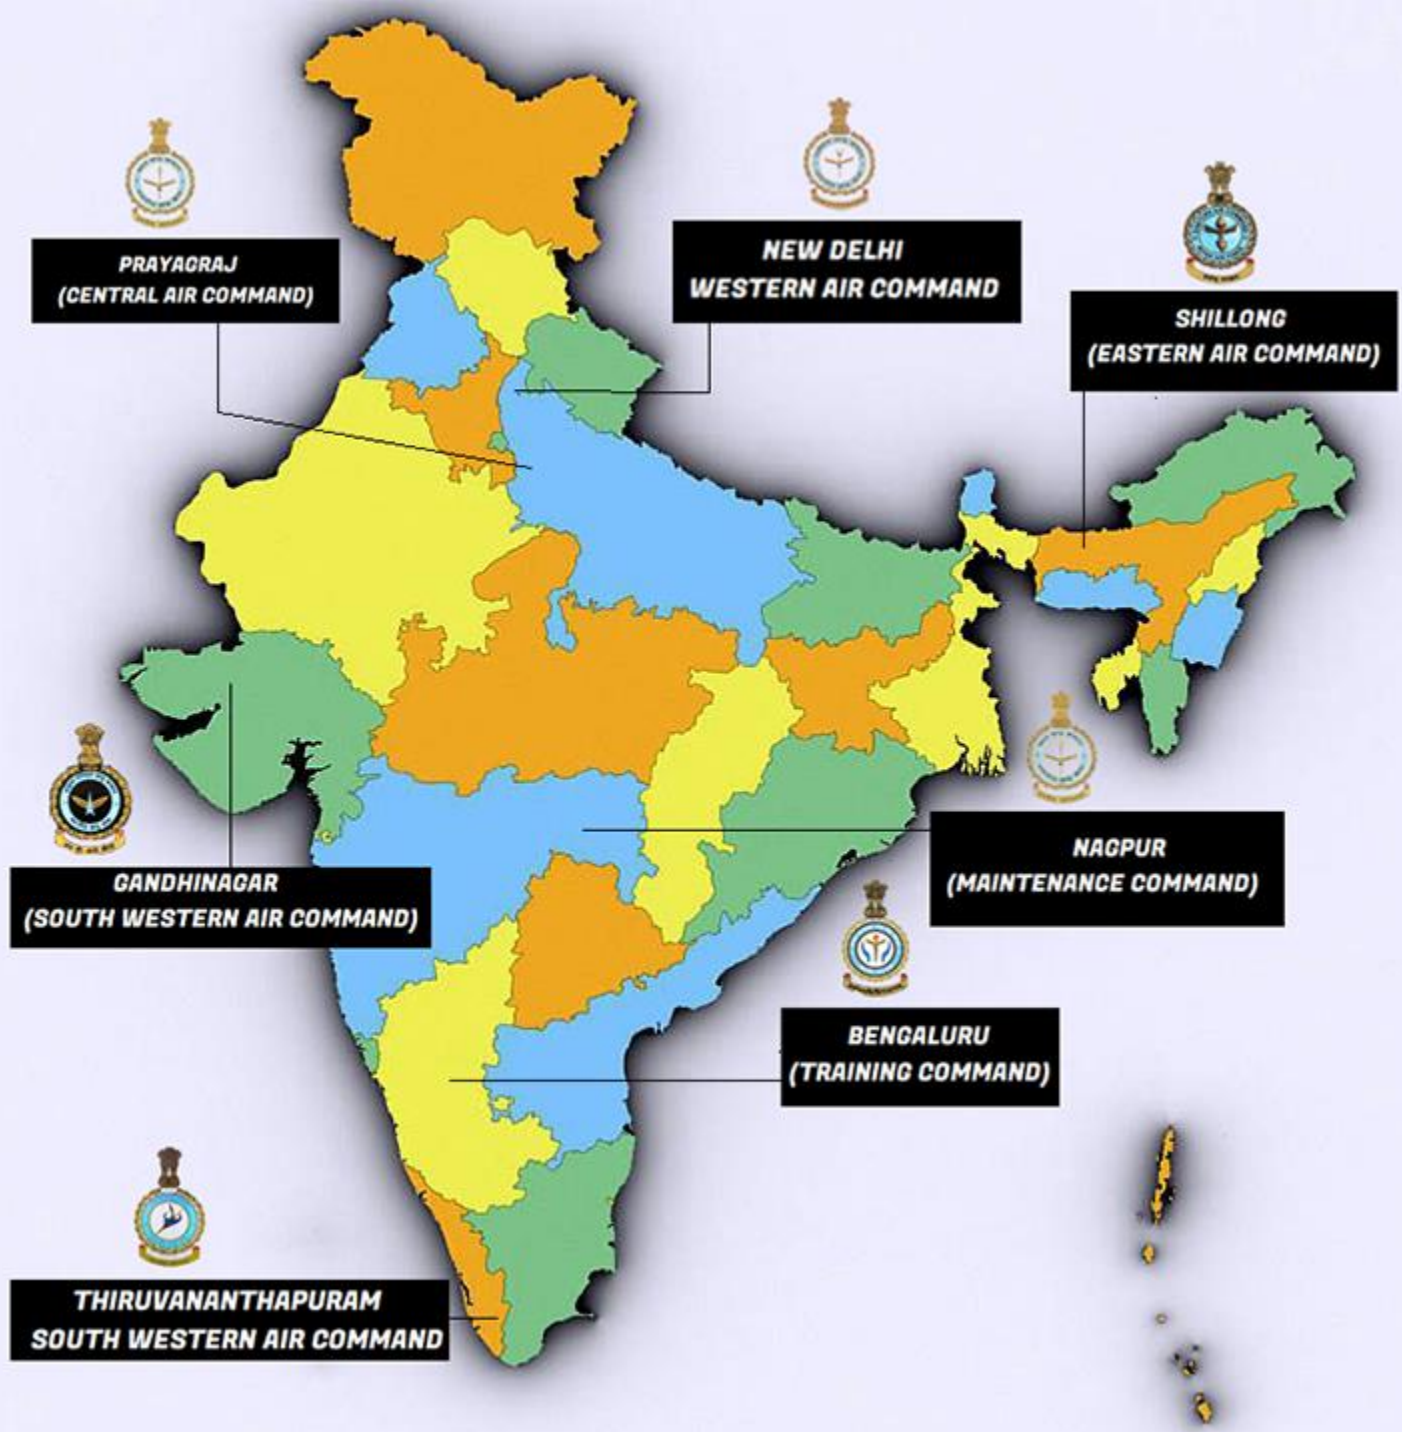 PRAYAGRAJ
(CENTRAL AIR COMMAND)
NEW DELHI
WESTERN AIR COMMAND
SHILLONG
(EASTERN AIR COMMAND)
GANDHINAGAR
(SOUTH WESTERN AIR COMMAND)
NAGPUR
(MAINTENANCE COMMAND)
BENGALURU
(TRAINING COMMAND)
THIRUVANANTHAPURAM
SOUTH WESTERN AIR COMMAND